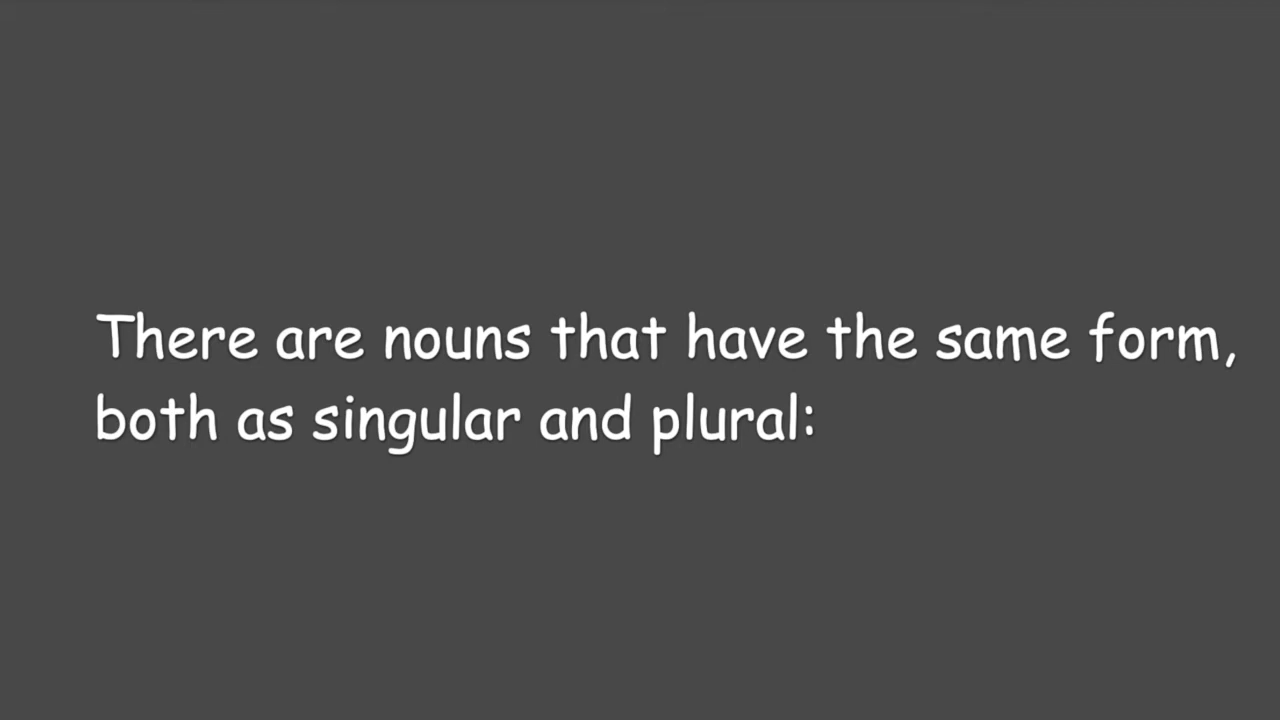 There are nouns that have the same form,
both as singular and plural: